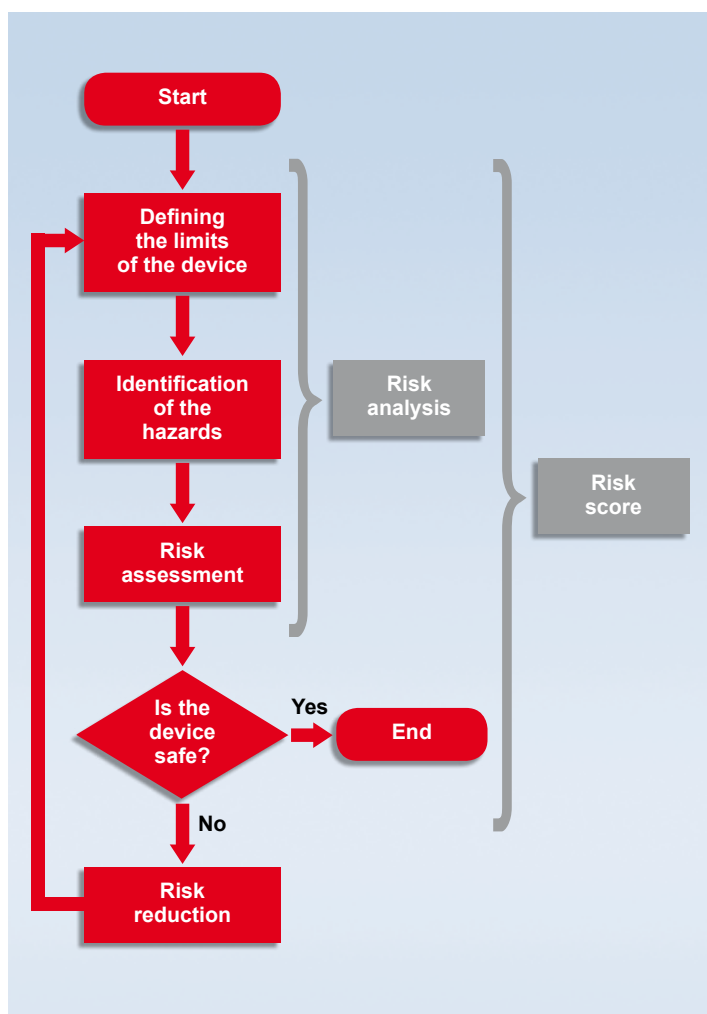 Start
Defining
the limits
of the device
Identification
of the
hazards
Risk
analysis
Risk
score
Risk
assessment
Is the
device
safe?
Yes
End
No
Risk
reduction